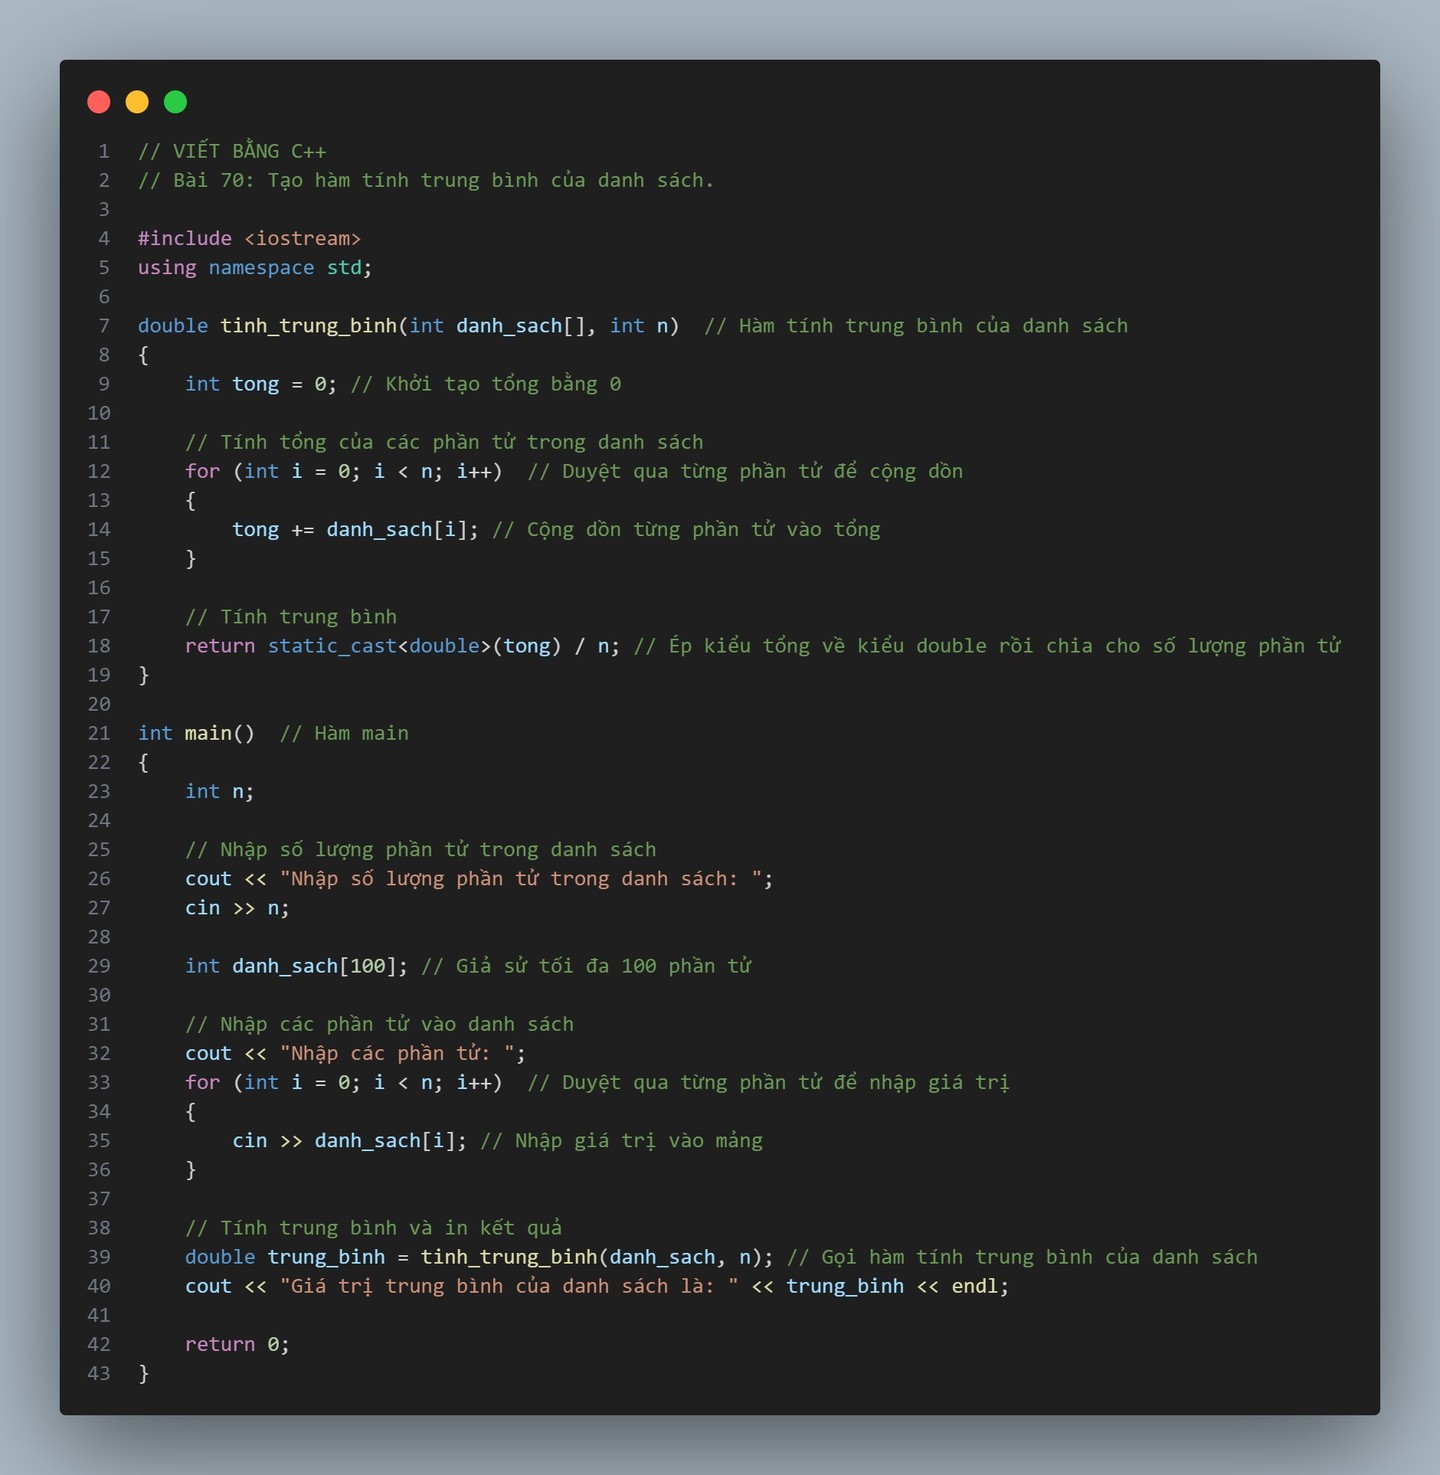 1 // VIẾT BẰNG C++
2 // Bài 70: Tạo hàm tính trung bình của danh sách.
3
4 #include <iostream>
5 using namespace std;
6
7 double tinh_trung_binh(int danh_sach[], int n)  // Hàm tính trung bình của danh sách
8 {
9     int tong = 0; // Khởi tạo tổng bằng 0
10
11     // Tính tổng của các phần tử trong danh sách
12     for (int i = 0; i < n; i++)  // Duyệt qua từng phần tử để cộng dồn
13     {
14         tong += danh_sach[i]; // Cộng dồn từng phần tử vào tổng
15     }
16
17     // Tính trung bình
18     return static_cast<double>(tong) / n; // Ép kiểu tổng về kiểu double rồi chia cho số lượng phần tử
19 }
20
21 int main()  // Hàm main
22 {
23     int n;
24
25     // Nhập số lượng phần tử trong danh sách
26     cout << "Nhập số lượng phần tử trong danh sách: ";
27     cin >> n;
28
29     int danh_sach[100]; // Giả sử tối đa 100 phần tử
30
31     // Nhập các phần tử vào danh sách
32     cout << "Nhập các phần tử: ";
33     for (int i = 0; i < n; i++)  // Duyệt qua từng phần tử để nhập giá trị
34     {
35         cin >> danh_sach[i]; // Nhập giá trị vào mảng
36     }
37
38     // Tính trung bình và in kết quả
39     double trung_binh = tinh_trung_binh(danh_sach, n); // Gọi hàm tính trung bình của danh sách
40     cout << "Giá trị trung bình của danh sách là: " << trung_binh << endl;
41
42     return 0;
43 }